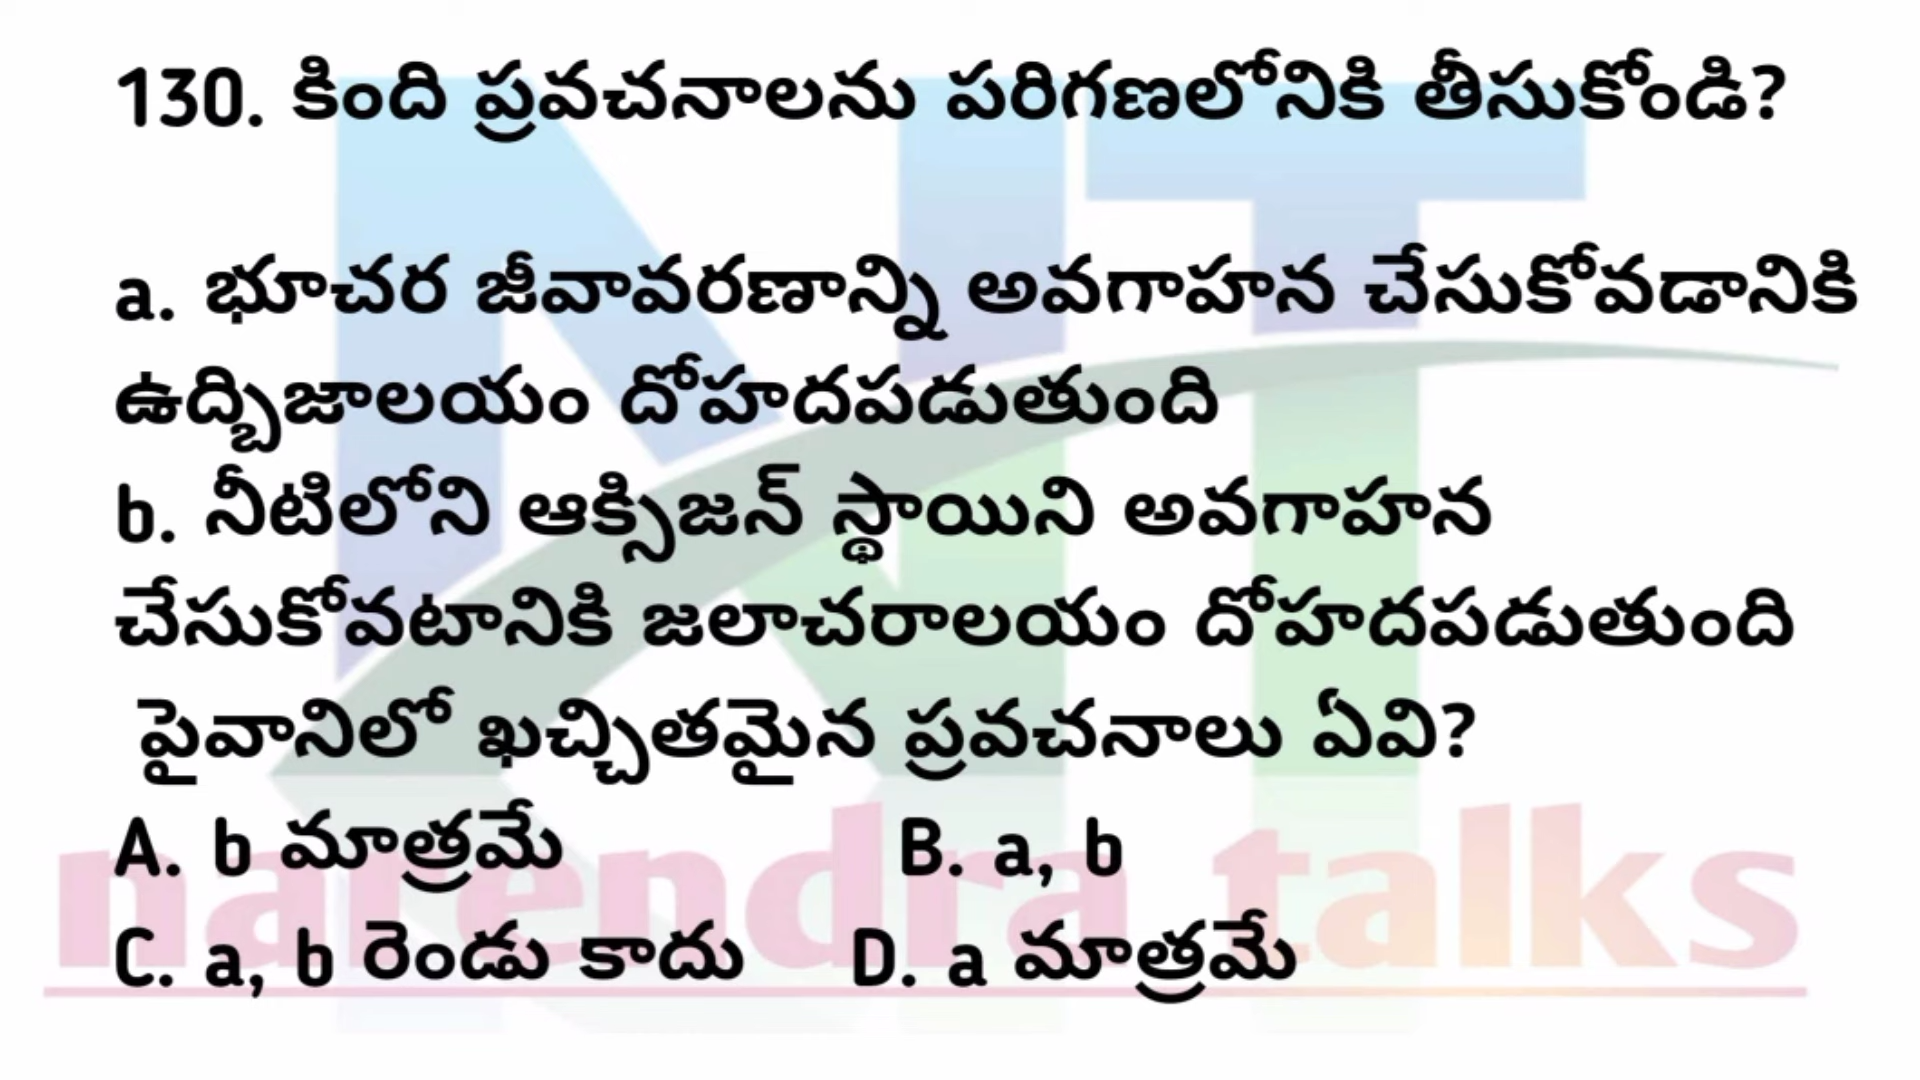 130. కింది ప్రవచనాలను పరిగణలోనికి తీసుకోండి?
a. భూచర జీవావరణాన్ని అవగాహన చేసుకోవడానికి
ఉద్బిజాలయం దోహదపడుతుంది
b. నీటిలోని ఆక్సిజన్ స్థాయిని అవగాహన
చేసుకోవటానికి జలాచరాలయం దోహదపడుతుంది
పైవానిలో ఖచ్చితమైన ప్రవచనాలు ఏవి?
A. b మాత్రమే B. a, b
C. a, b రెండు కాదు D. a మాత్రమే
narendra talks